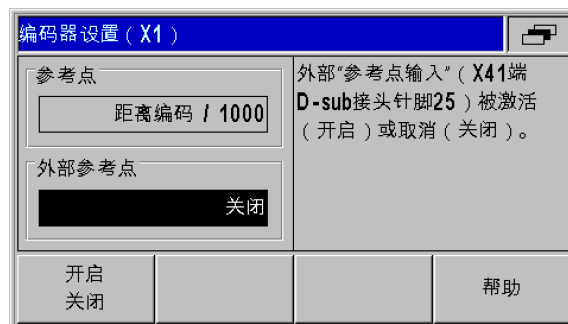 编码器设置（X1）
参考点
距离编码 / 1000
外部参考点
关闭
外部“参考点输入”（X41端
D-sub接头针脚25）被激活
（开启）或取消（关闭）。
开启
关闭
帮助